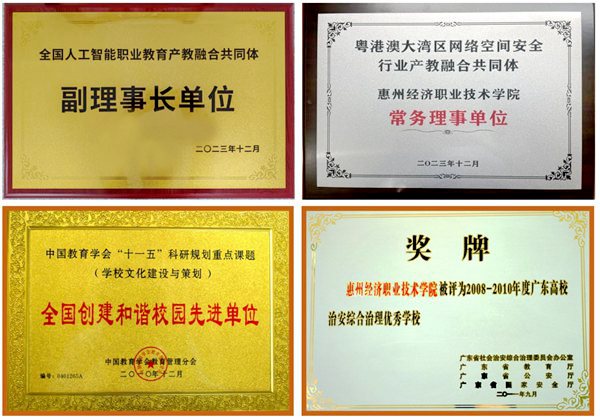 全国人工智能职业教育产教融合共同体
副理事长单位
二〇二三年十二月
粤港澳大湾区网络空间安全
行业产教融合共同体
惠州经济职业技术学院
常务理事单位
二〇二三年十二月
中国教育学会“十一五”科研规划重点课题
（学校文化建设与策划）
全国创建和谐校园先进单位
中国教育学会教育管理分会
编号：0401265A
二〇一〇年十二月
奖牌
惠州经济职业技术学院被评为2008-2010年度广东高校
治安综合治理优秀学校
广东省社会治安综合治理委员会办公室
广东省教育厅
广东省公安厅
广东省国家安全厅
二〇一一年九月